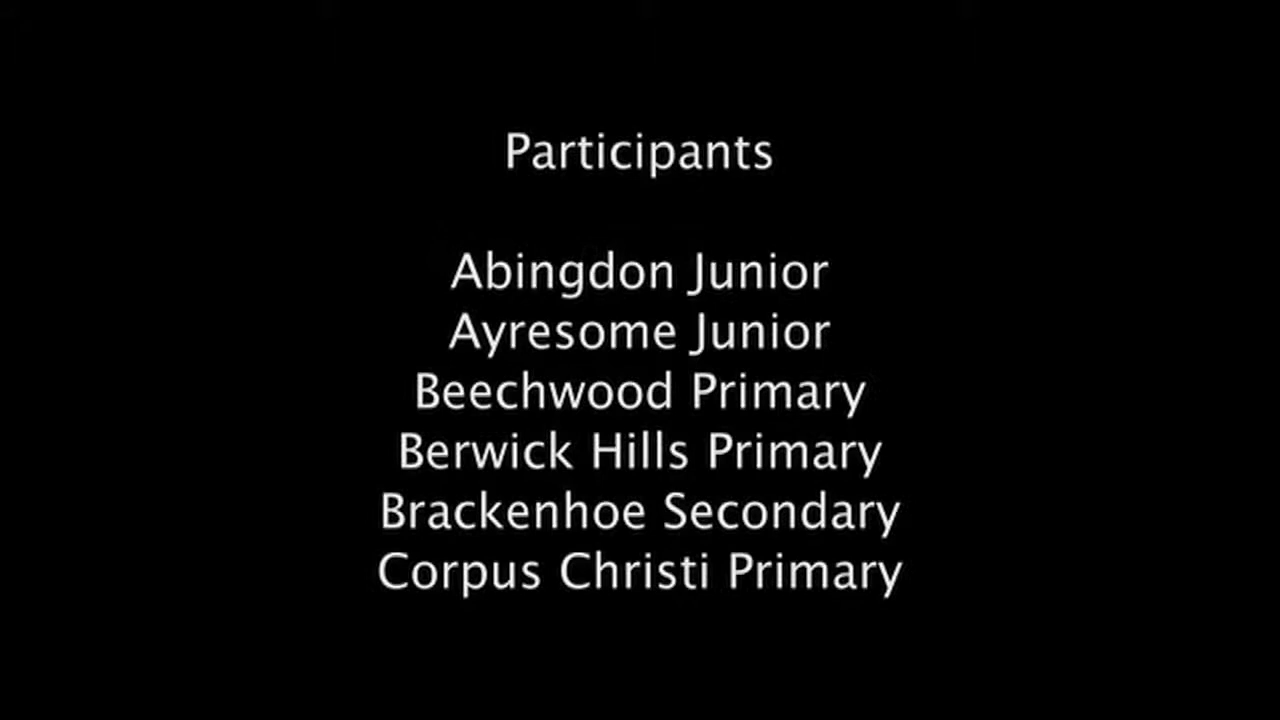 Participants
Abingdon Junior
Ayresome Junior
Beechwood Primary
Berwick Hills Primary
Brackenhoe Secondary
Corpus Christi Primary